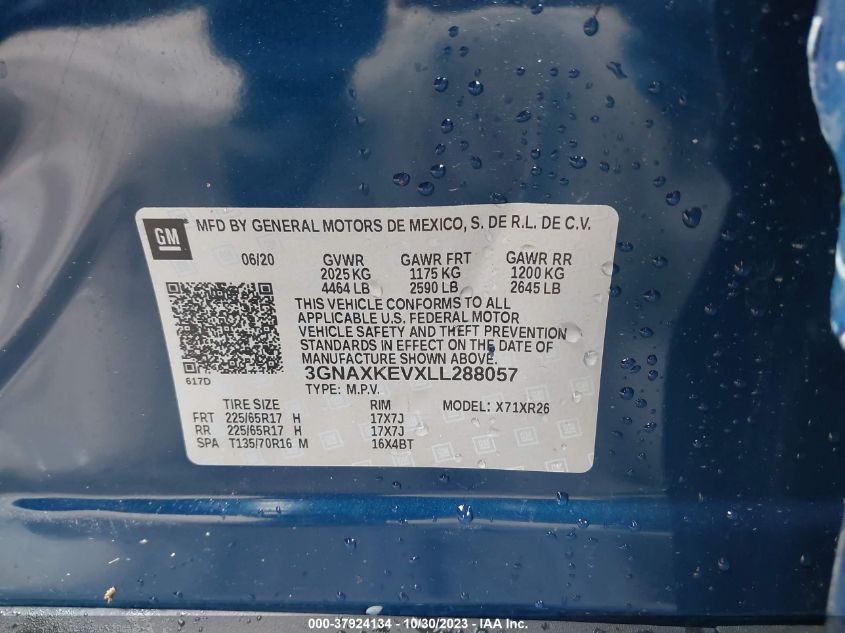 GM
MFD BY GENERAL MOTORS DE MEXICO, S. DE R.L. DE C.V.
06/20 GVWR GAWR FRT GAWR RR
2025 KG 1175 KG 1200 KG
4464 LB 2590 LB 2645 LB
THIS VEHICLE CONFORMS TO ALL
APPLICABLE U.S. FEDERAL MOTOR
VEHICLE SAFETY AND THEFT PREVENTION
STANDARDS IN EFFECT ON THE DATE OF
MANUFACTURE SHOWN ABOVE.
617D
3GNAXKEVXLL288057
TYPE: M.P.V.
TIRE SIZE RIM MODEL: X71XR26
FRT 225/65R17 H 17X7J
RR 225/65R17 H 17X7J
SPA T135/70R16 M 16X4BT
000-37924134 - 10/30/2023 - IAA, Inc.